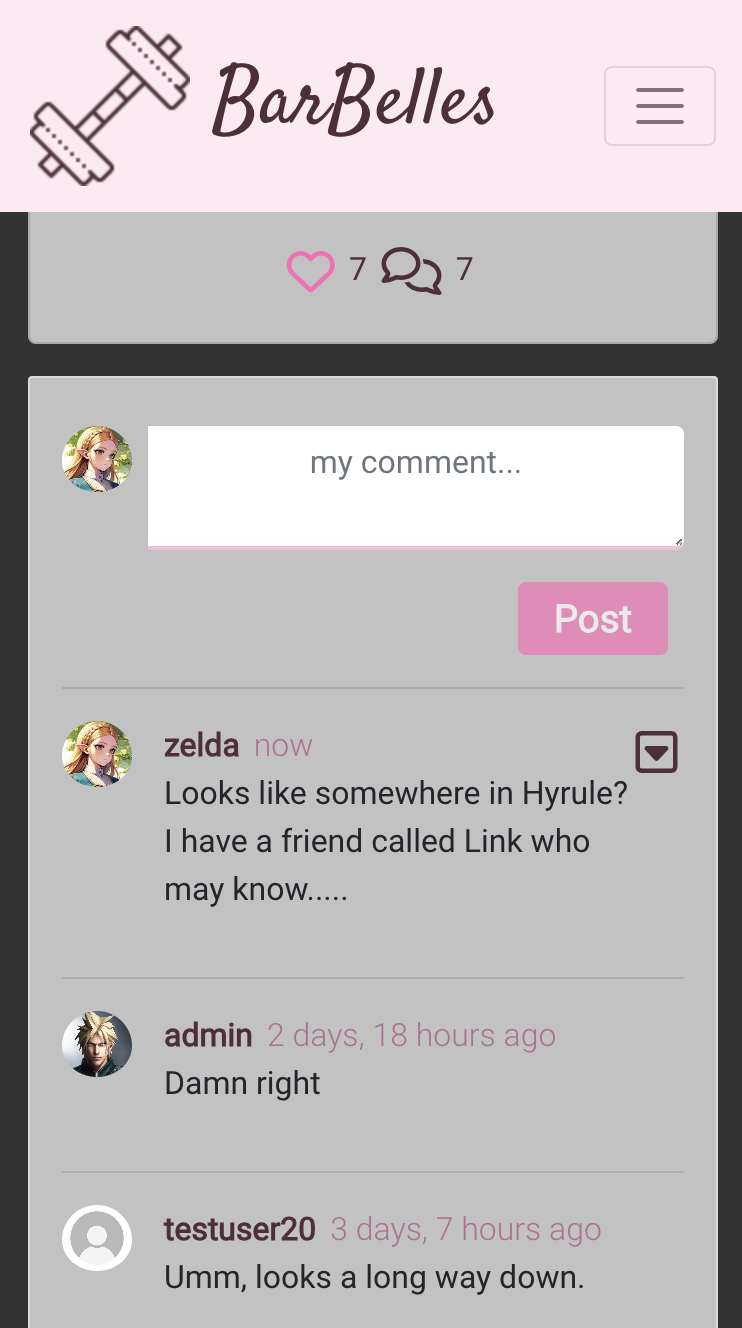 BarBelles
7 7
my comment...
Post
zelda now
Looks like somewhere in Hyrule?
I have a friend called Link who
may know.....
admin 2 days, 18 hours ago
Damn right
testuser20 3 days, 7 hours ago
Umm, looks a long way down.